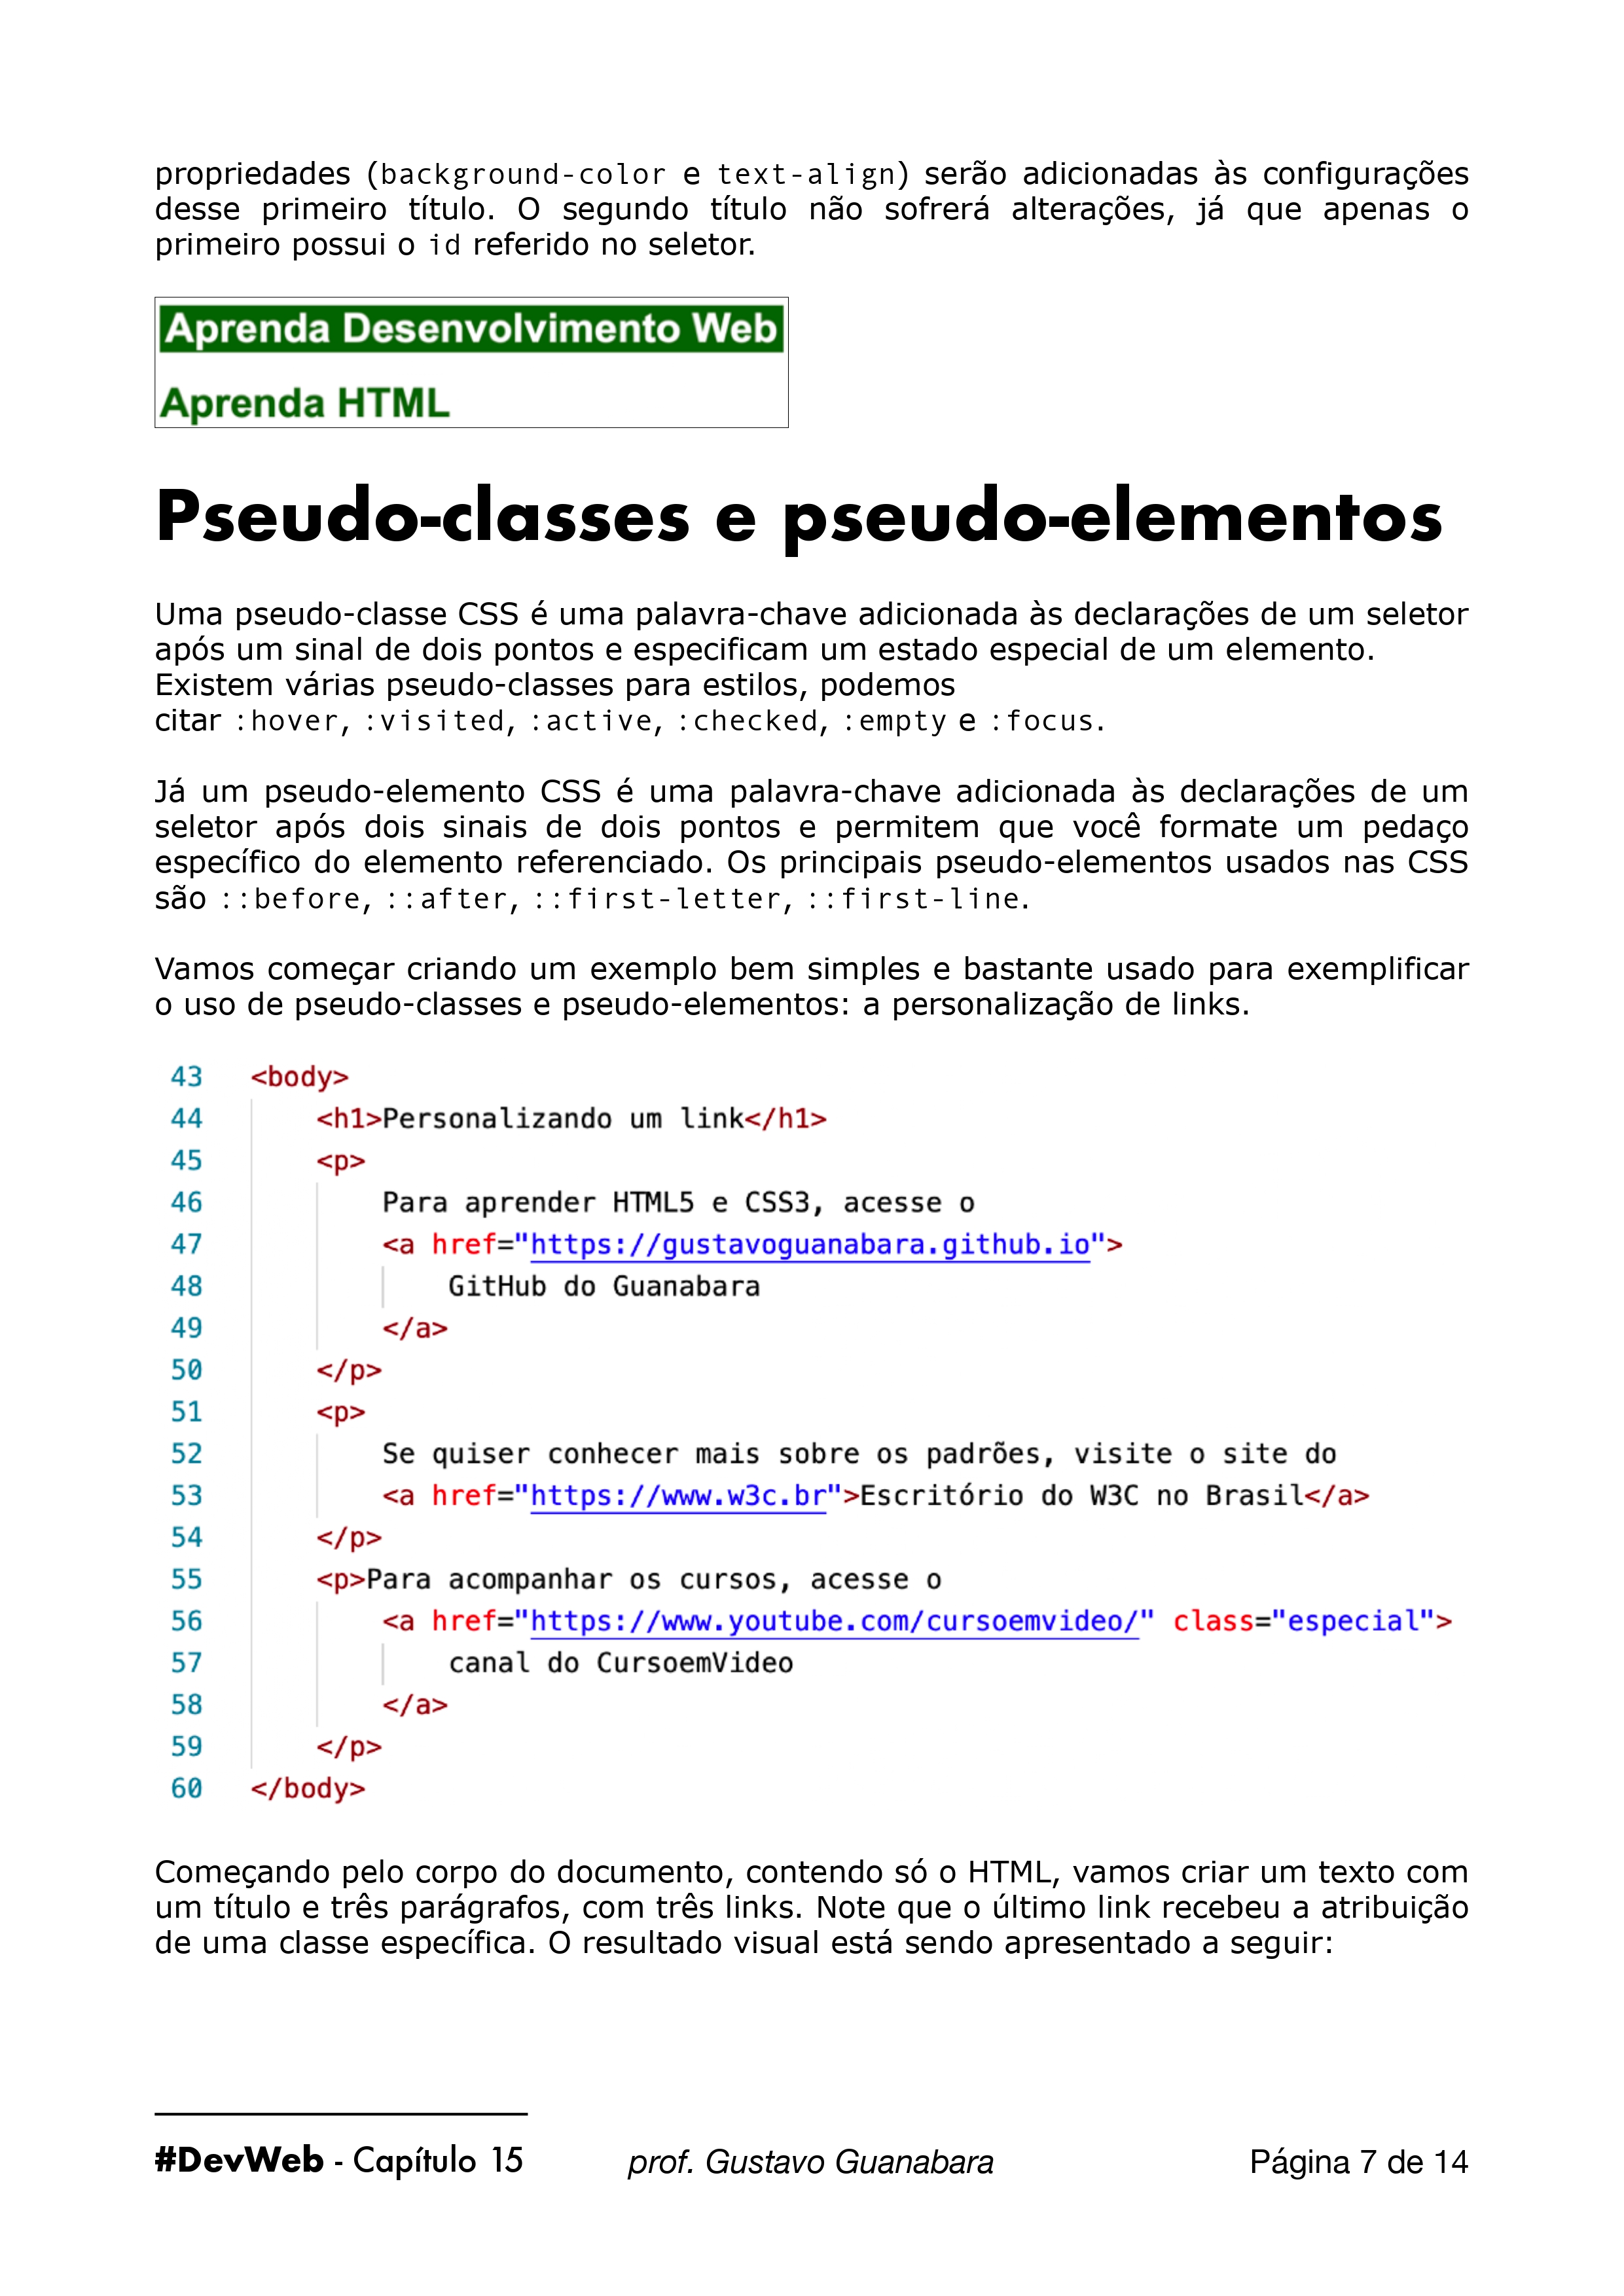 propriedades (background-color e text-align) serão adicionadas às configurações
desse primeiro título. O segundo título não sofrerá alterações, já que apenas o
primeiro possui o id referido no seletor.
Aprenda Desenvolvimento Web
Aprenda HTML
Pseudo-classes e pseudo-elementos
Uma pseudo-classe CSS é uma palavra-chave adicionada às declarações de um seletor
após um sinal de dois pontos e especificam um estado especial de um elemento.
Existem várias pseudo-classes para estilos, podemos
citar :hover, :visited, :active, :checked, :empty e :focus.
Já um pseudo-elemento CSS é uma palavra-chave adicionada às declarações de um
seletor após dois sinais de dois pontos e permitem que você formate um pedaço
específico do elemento referenciado. Os principais pseudo-elementos usados nas CSS
são ::before, ::after, ::first-letter, ::first-line.
Vamos começar criando um exemplo bem simples e bastante usado para exemplificar
o uso de pseudo-classes e pseudo-elementos: a personalização de links.
43 <body>
44 <h1>Personalizando um link</h1>
45 <p>
46 Para aprender HTML5 e CSS3, acesse o
47 <a href="https://gustavoguanabara.github.io">
48 GitHub do Guanabara
49 </a>
50 </p>
51 <p>
52 Se quiser conhecer mais sobre os padrões, visite o site do
53 <a href="https://www.w3c.br">Escritório do W3C no Brasil</a>
54 </p>
55 <p>Para acompanhar os cursos, acesse o
56 <a href="https://www.youtube.com/cursoemvideo/" class="especial">
57 canal do CursoemVideo
58 </a>
59 </p>
60 </body>
Começando pelo corpo do documento, contendo só o HTML, vamos criar um texto com
um título e três parágrafos, com três links. Note que o último link recebeu a atribuição
de uma classe específica. O resultado visual está sendo apresentado a seguir:
#DevWeb - Capítulo 15 prof. Gustavo Guanabara Página 7 de 14